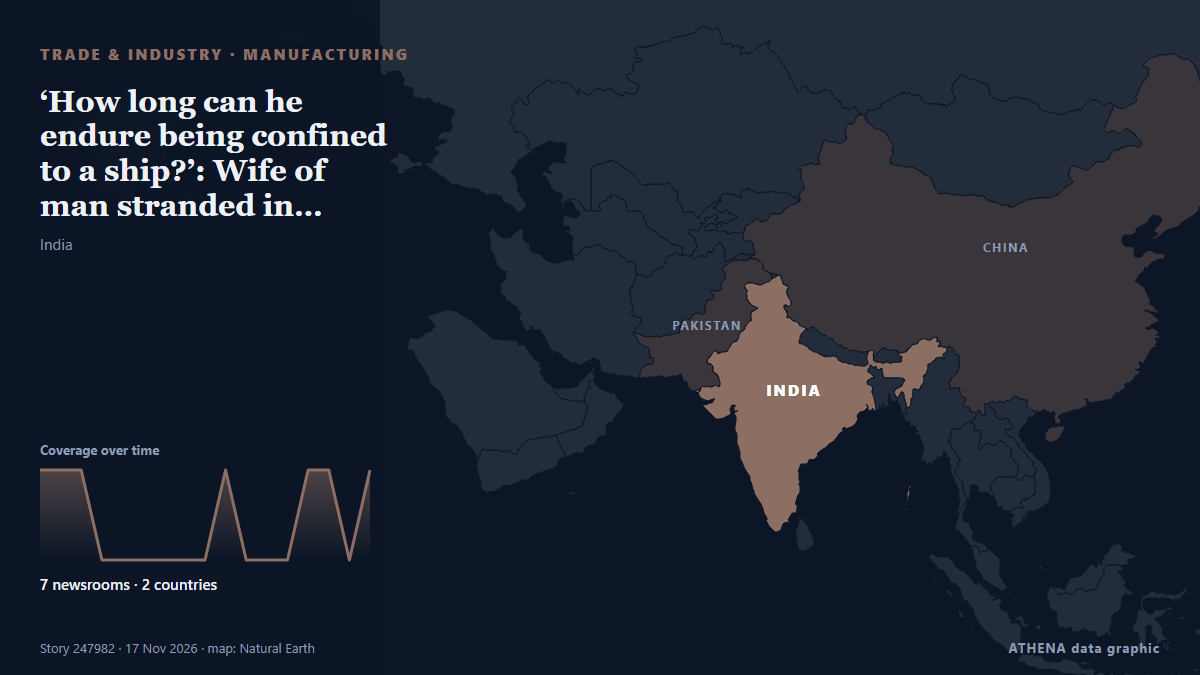 TRADE & INDUSTRY · MANUFACTURING
‘How long can he
endure being confined
to a ship?’: Wife of
man stranded in...
India
CHINA
PAKISTAN
INDIA
Coverage over time
7 newsrooms · 2 countries
Story 247982 · 17 Nov 2026 · map: Natural Earth
ATHENA data graphic